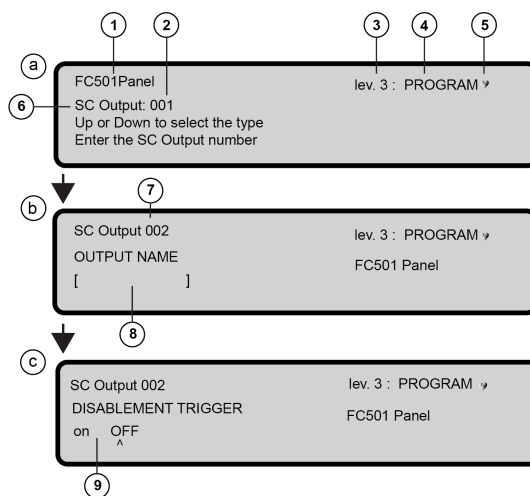 1 2 3 4 5
a
FC501Panel lev. 3 : PROGRAM
6 SC Output: 001
Up or Down to select the type
Enter the SC Output number
7
b
SC Output 002 lev. 3 : PROGRAM
OUTPUT NAME FC501 Panel
[ ]
8
c
SC Output 002 lev. 3 : PROGRAM
DISABLEMENT TRIGGER FC501 Panel
on OFF
^
9